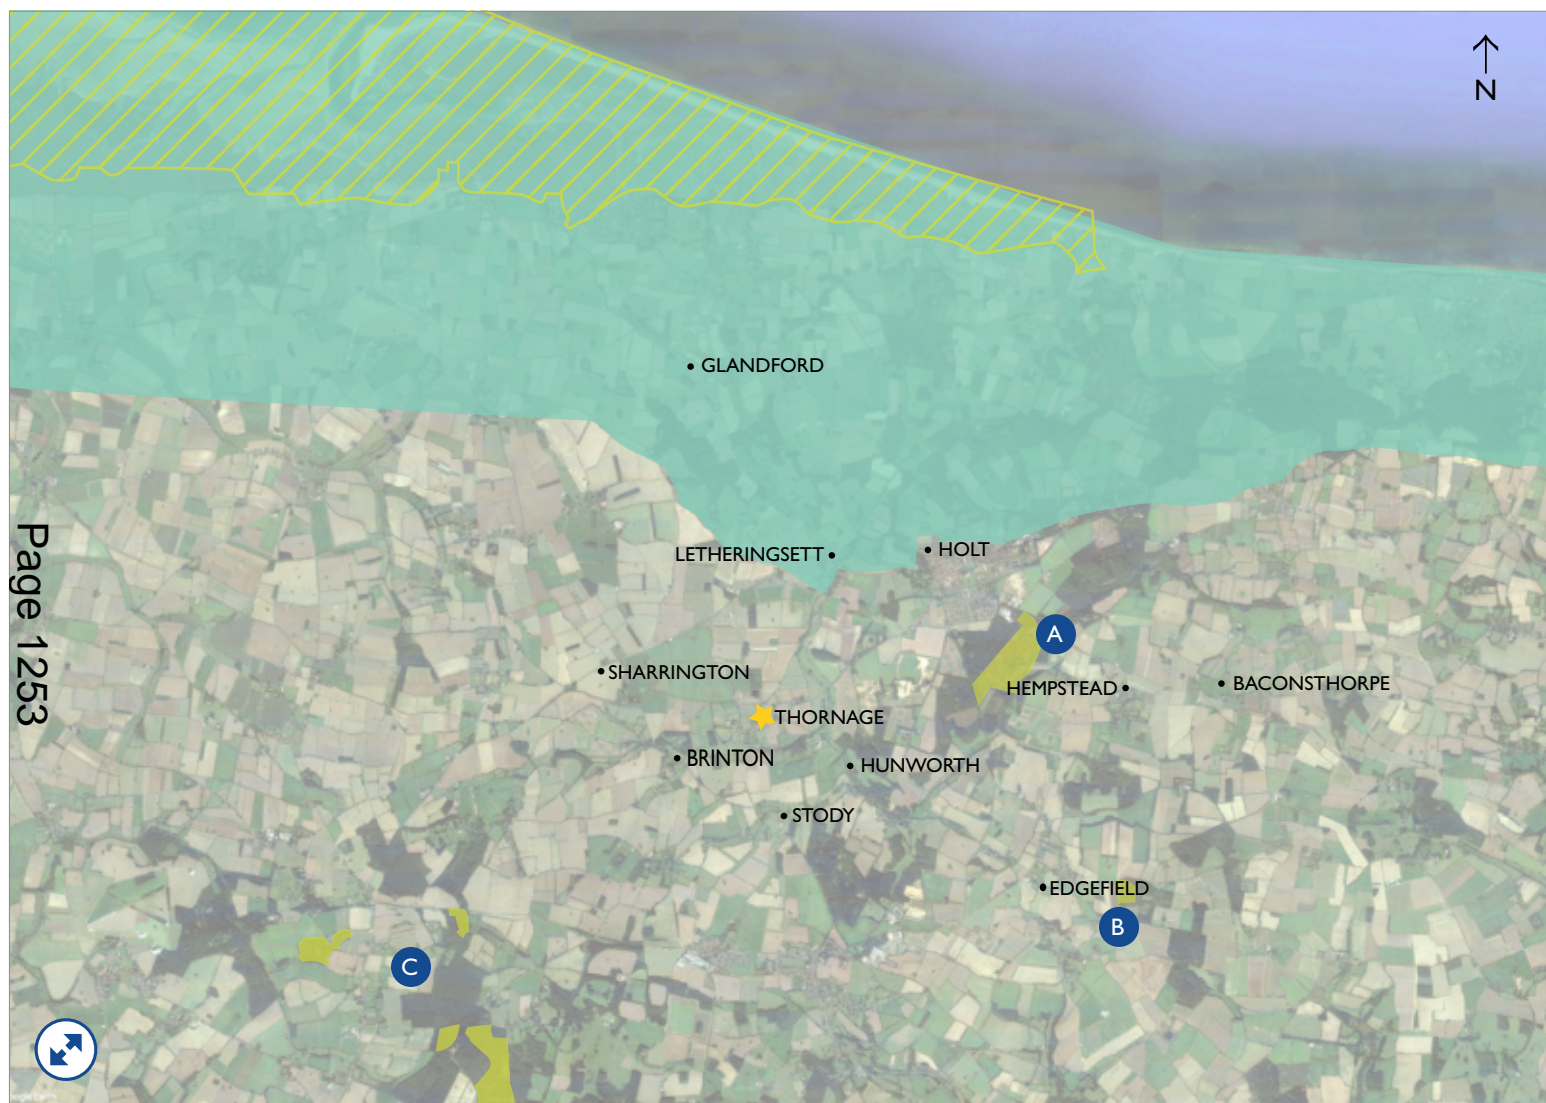 N
GLANDFORD
LETHERINGSETT
HOLT
Page 1253
A
SHARRINGTON
HEMPSTEAD
BACONSTHORPE
THORNAGE
BRINTON
HUNWORTH
STODY
EDGEFIELD
B
C